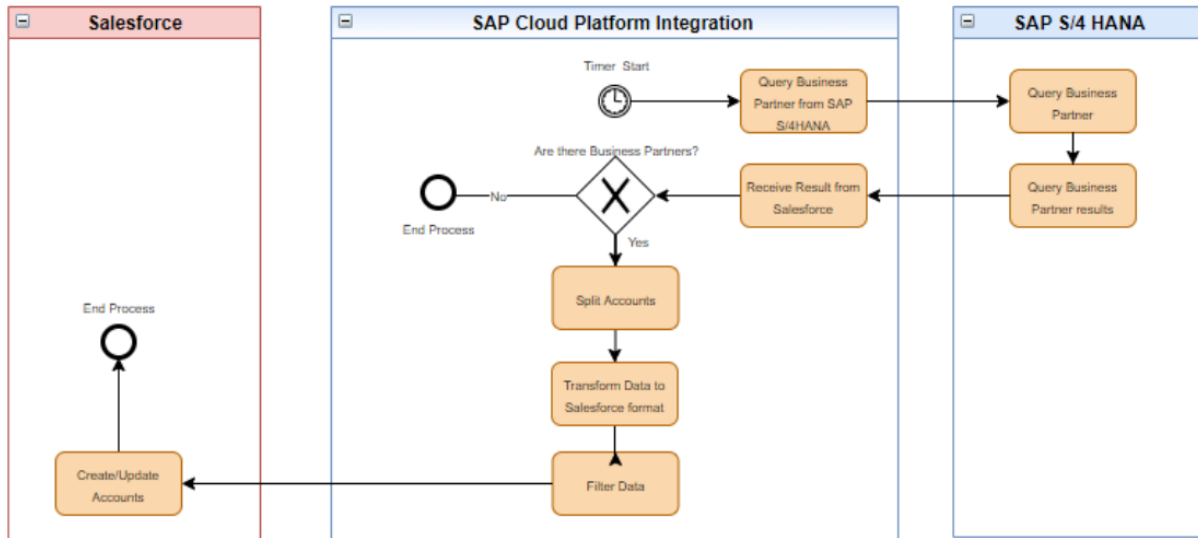 Salesforce
SAP Cloud Platform Integration
SAP S/4 HANA
Timer Start
Query Business
Partner from SAP
S/4HANA
Query Business
Partner
Are there Business Partners?
No
End Process
Yes
Receive Result from
Salesforce
Query Business
Partner results
Split Accounts
End Process
Transform Data to
Salesforce format
Create/Update
Accounts
Filter Data